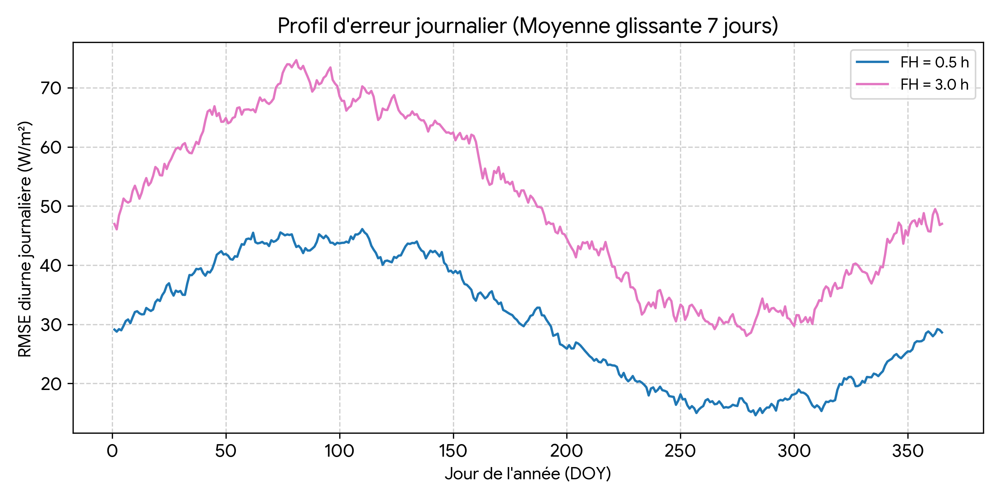 Profil d'erreur journalier (Moyenne glissante 7 jours)
FH = 0.5 h
FH = 3.0 h
RMSE diurne journalière (W/m²)
70
60
50
40
30
20
0 50 100 150 200 250 300 350
Jour de l'année (DOY)